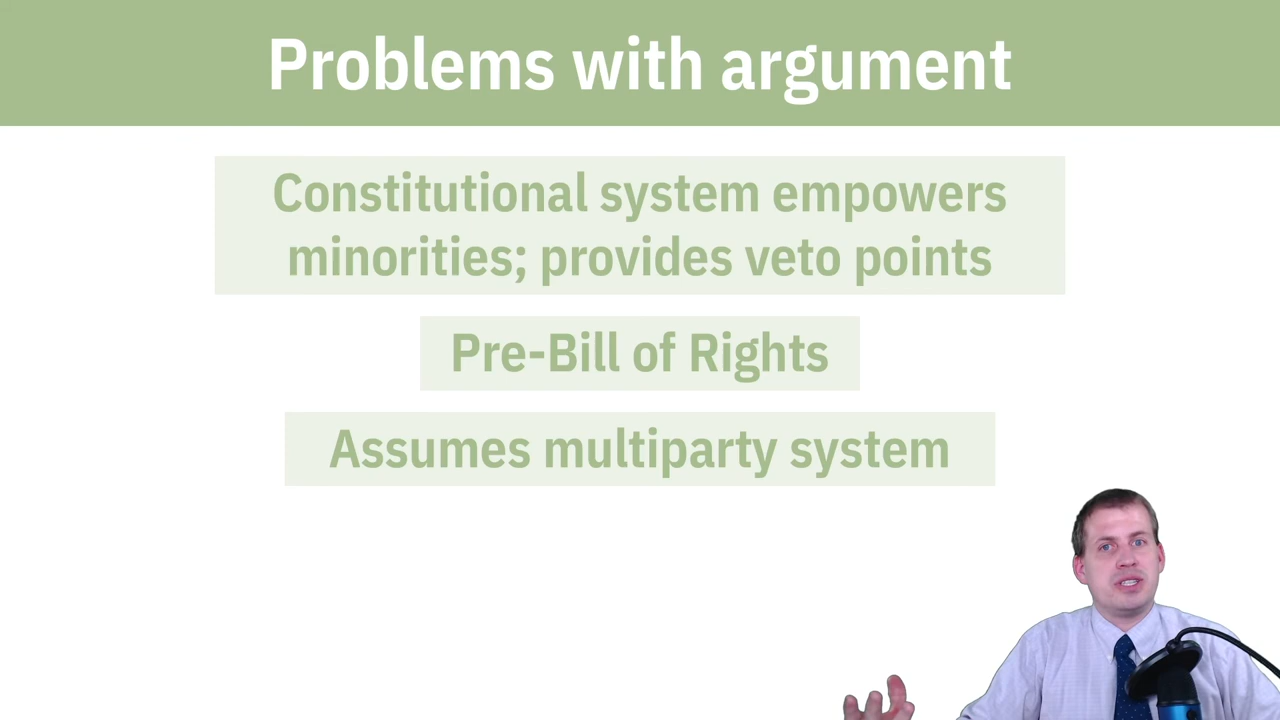 Problems with argument
Constitutional system empowers
minorities; provides veto points
Pre-Bill of Rights
Assumes multiparty system